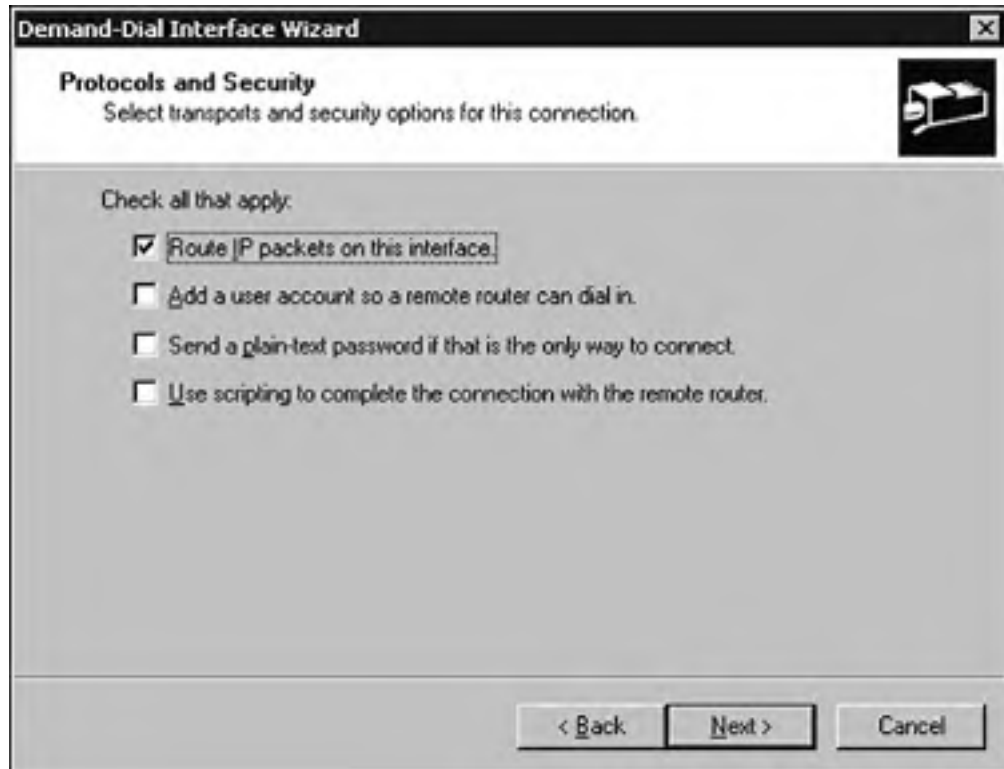 Demand-Dial Interface Wizard
Protocols and Security
Select transports and security options for this connection.
Check all that apply:
Route IP packets on this interface.
Add a user account so a remote router can dial in.
Send a plain-text password if that is the only way to connect.
Use scripting to complete the connection with the remote router.
< Back
Next >
Cancel